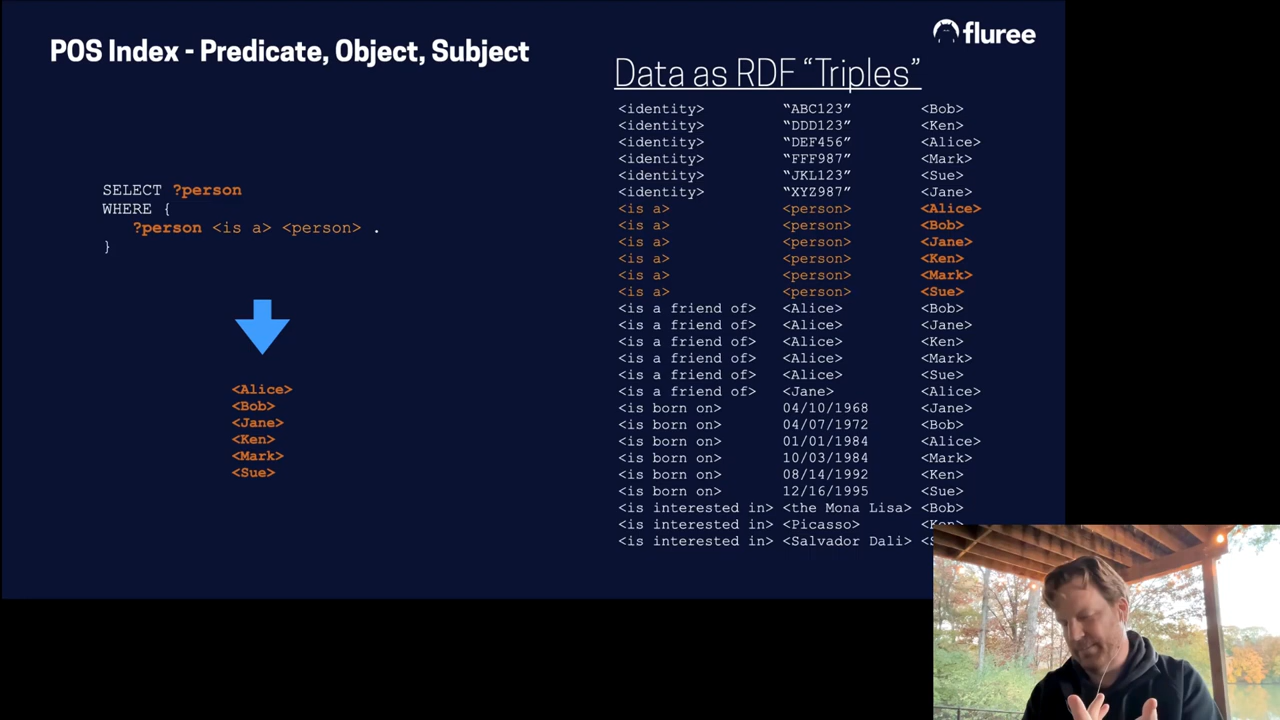 POS Index - Predicate, Object, Subject
fluree
SELECT ?person
WHERE {
?person <is a> <person> .
}
<Alice>
<Bob>
<Jane>
<Ken>
<Mark>
<Sue>
Data as RDF “Triples”
<identity> “ABC123” <Bob>
<identity> “DDD123” <Ken>
<identity> “DEF456” <Alice>
<identity> “FFF987” <Mark>
<identity> “JKL123” <Sue>
<identity> “XYZ987” <Jane>
<is a> <person> <Alice>
<is a> <person> <Bob>
<is a> <person> <Jane>
<is a> <person> <Ken>
<is a> <person> <Mark>
<is a> <person> <Sue>
<is a friend of> <Alice> <Bob>
<is a friend of> <Alice> <Jane>
<is a friend of> <Alice> <Ken>
<is a friend of> <Alice> <Mark>
<is a friend of> <Alice> <Sue>
<is a friend of> <Jane> <Alice>
<is born on> 04/10/1968 <Jane>
<is born on> 04/07/1972 <Bob>
<is born on> 01/01/1984 <Alice>
<is born on> 10/03/1984 <Mark>
<is born on> 08/14/1992 <Ken>
<is born on> 12/16/1995 <Sue>
<is interested in> <the Mona Lisa> <Bob>
<is interested in> <Picasso> <Ken>
<is interested in> <Salvador Dali>